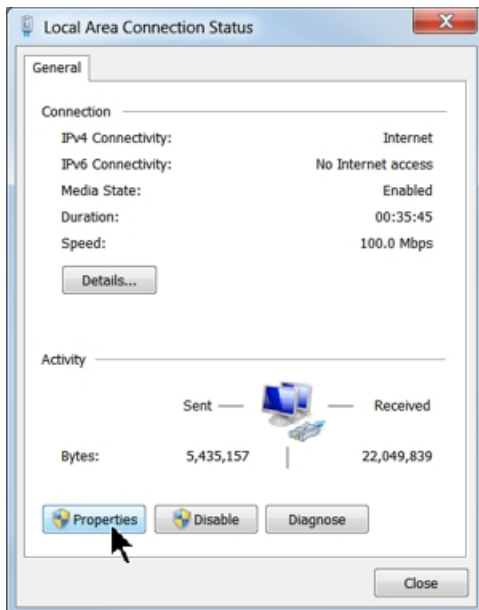 Local Area Connection Status
General
Connection
IPv4 Connectivity: Internet
IPv6 Connectivity: No Internet access
Media State: Enabled
Duration: 00:35:45
Speed: 100.0 Mbps
Details...
Activity
Sent Received
Bytes: 5,435,157 22,049,839
Properties Disable Diagnose
Close